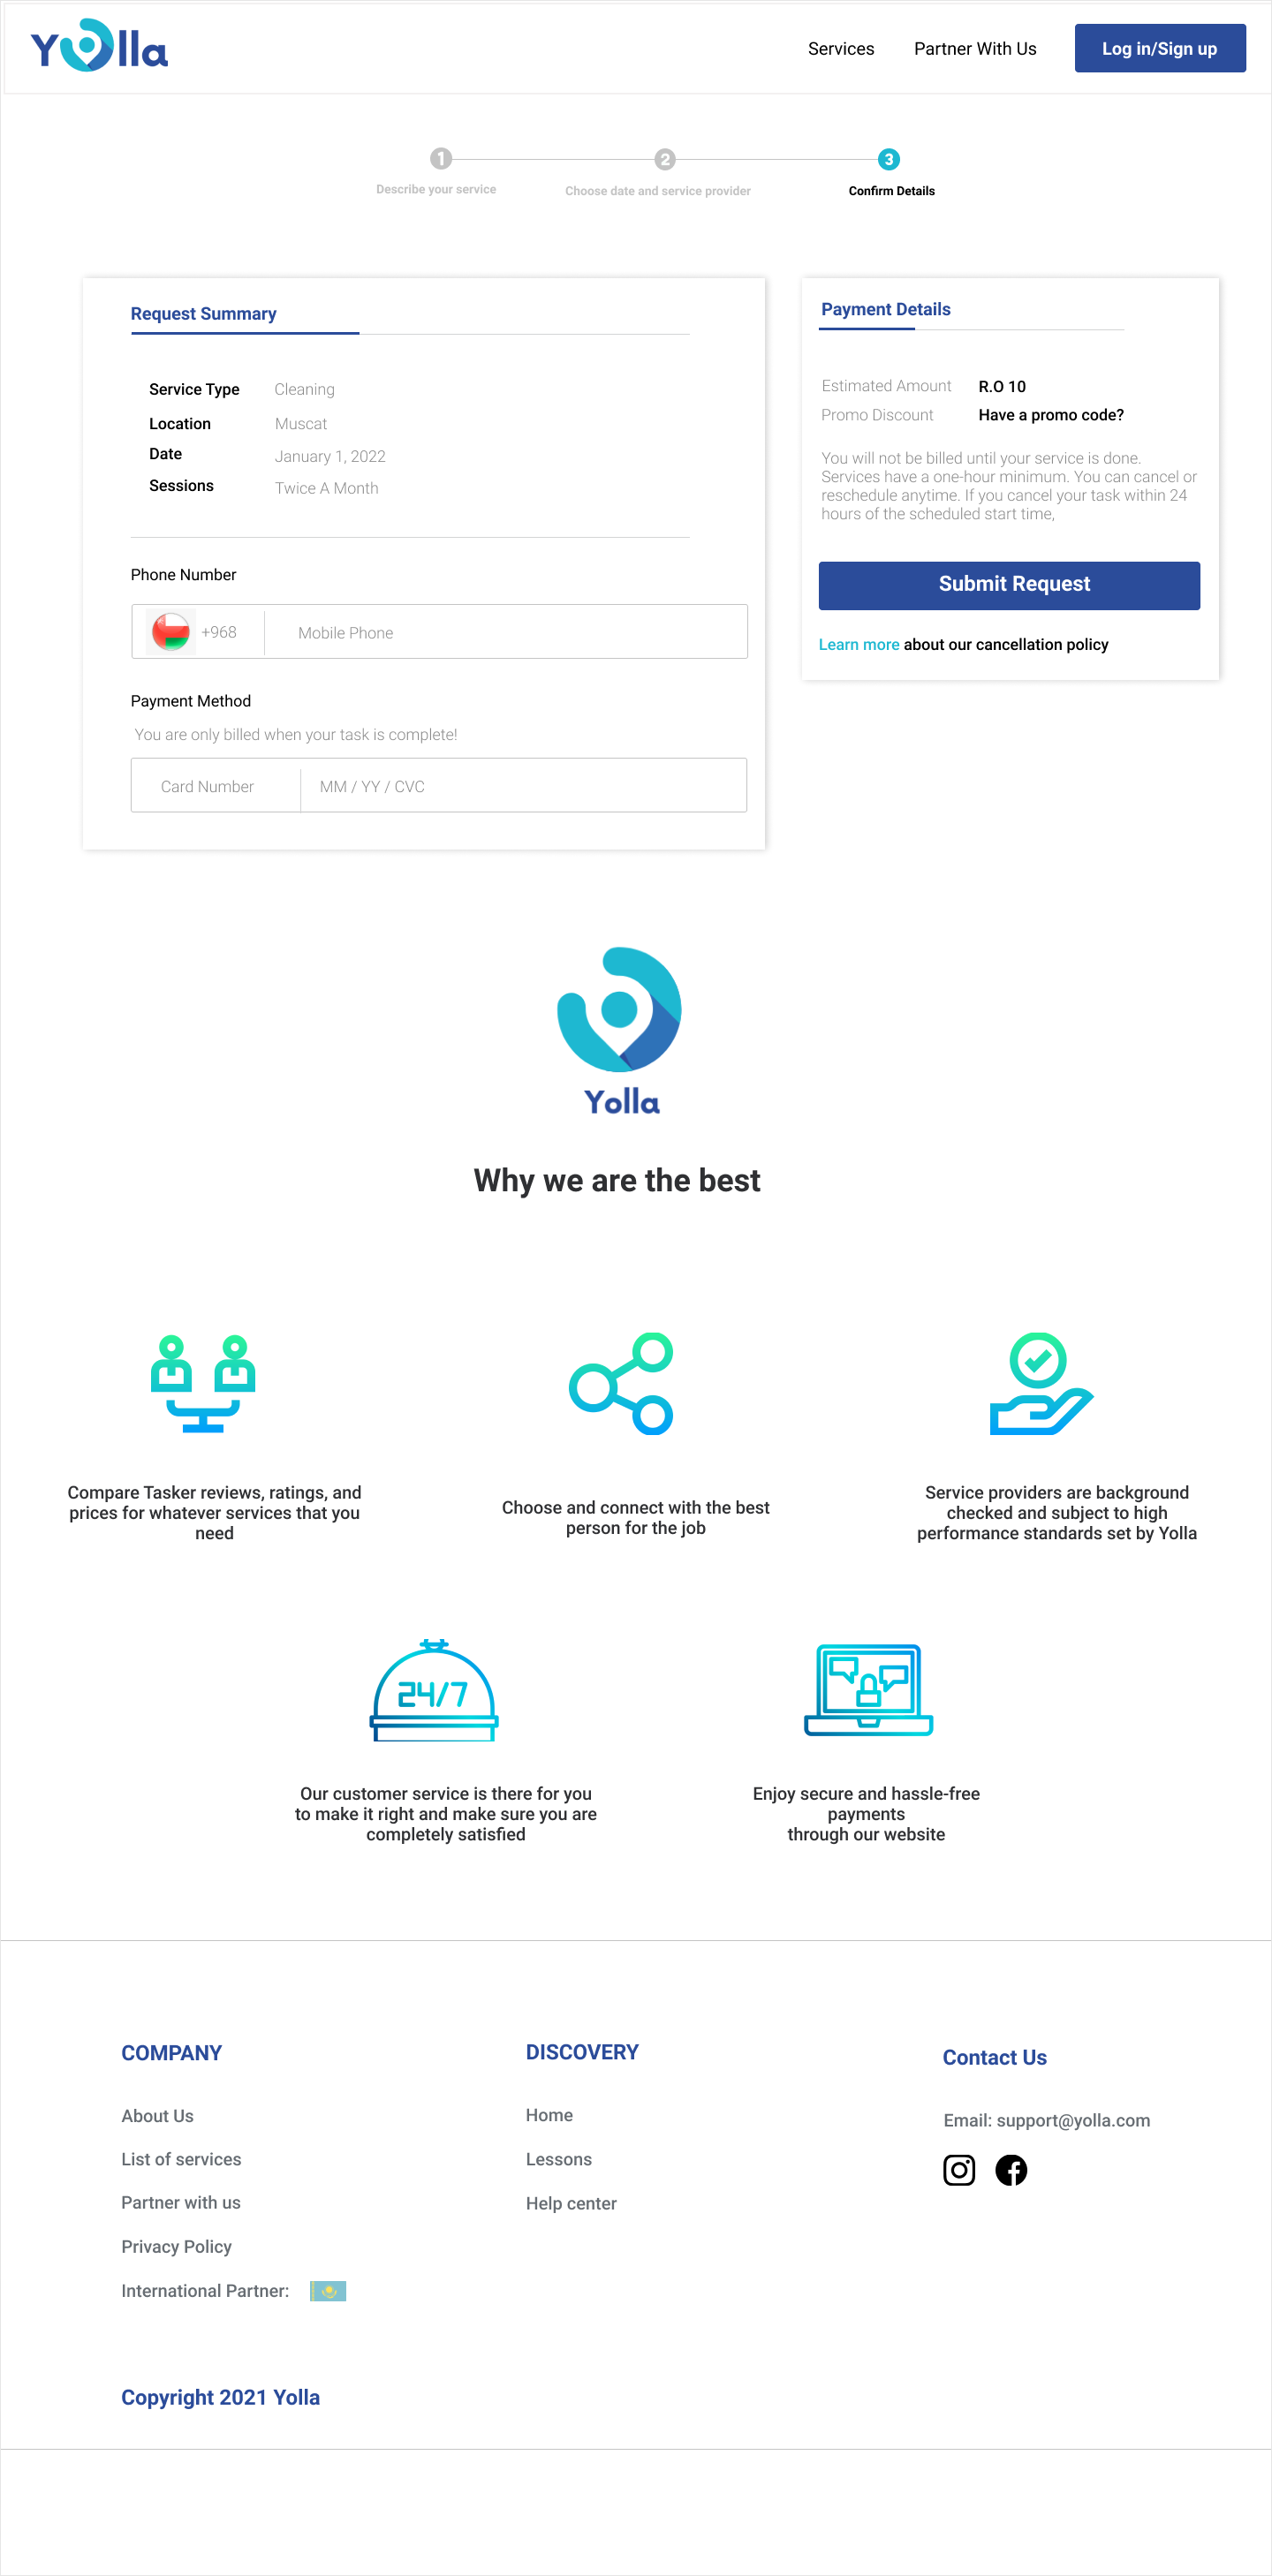 Yolla
Services
Partner With Us
Log in/Sign up
1
2
3
Describe your service
Choose date and service provider
Confirm Details
Request Summary
Service Type Cleaning
Location Muscat
Date January 1, 2022
Sessions Twice A Month
Phone Number
+968 Mobile Phone
Payment Method
You are only billed when your task is complete!
Card Number MM / YY / CVC
Payment Details
Estimated Amount R.O 10
Promo Discount Have a promo code?
You will not be billed until your service is done.
Services have a one-hour minimum. You can cancel or
reschedule anytime. If you cancel your task within 24
hours of the scheduled start time,
Submit Request
Learn more about our cancellation policy
Yolla
Why we are the best
Compare Tasker reviews, ratings, and
prices for whatever services that you
need
Choose and connect with the best
person for the job
Service providers are background
checked and subject to high
performance standards set by Yolla
24/7
Our customer service is there for you
to make it right and make sure you are
completely satisfied
Enjoy secure and hassle-free
payments
through our website
COMPANY
About Us
List of services
Partner with us
Privacy Policy
International Partner:
DISCOVERY
Home
Lessons
Help center
Contact Us
Email: support@yolla.com
Copyright 2021 Yolla